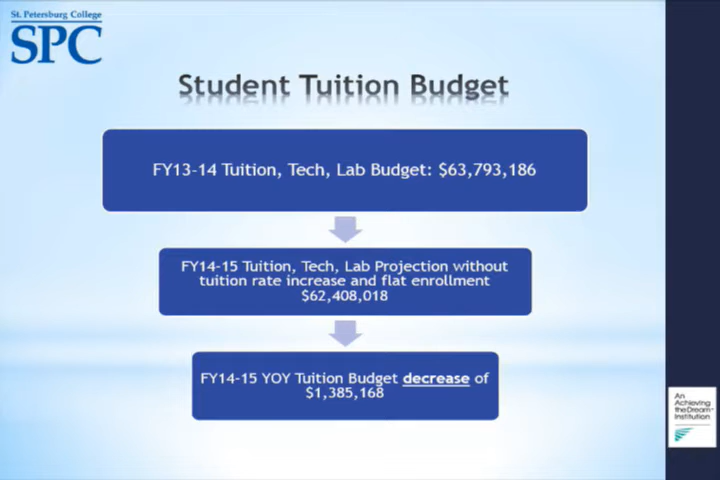 St. Petersburg College
SPC
Student Tuition Budget
FY13-14 Tuition, Tech, Lab Budget: $63,793,186
FY14-15 Tuition, Tech, Lab Projection without
tuition rate increase and flat enrollment
$62,408,018
FY14-15 YOY Tuition Budget decrease of
$1,385,168
An
Achieving
the Dream™
Institution